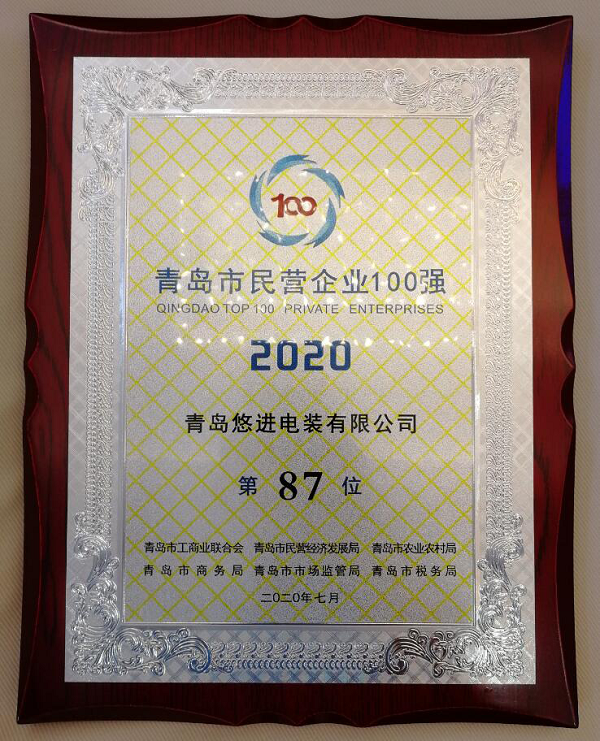 100
青岛市民营企业100强
QINGDAO TOP 100 PRIVATE ENTERPRISES
2020
青岛悠进电装有限公司
第 87 位
青岛市工商业联合会 青岛市民营经济发展局 青岛市农业农村局
青岛市商务局 青岛市市场监管局 青岛市税务局
二〇二〇年七月